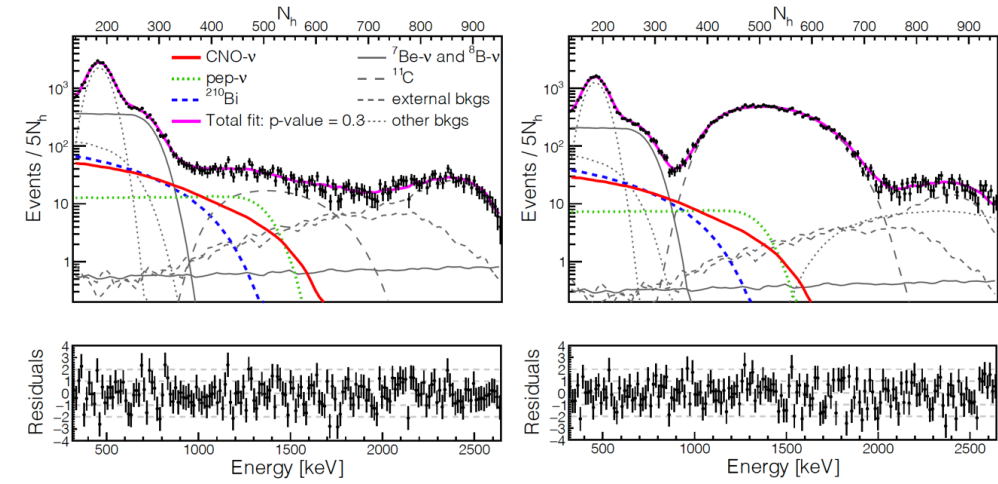 N_h
200 300 400 500 600 700 800 900
N_h
200 300 400 500 600 700 800 900
Events / 5N_h
10³
10²
10
1
CNO-ν
pep-ν
²¹⁰Bi
Total fit: p-value = 0.3
⁷Be-ν and ⁸B-ν
¹¹C
external bkgs
other bkgs
Events / 5N_h
10³
10²
10
1
Residuals
4
3
2
1
0
−1
−2
−3
−4
500 1000 1500 2000 2500
Energy [keV]
Residuals
4
3
2
1
0
−1
−2
−3
−4
500 1000 1500 2000 2500
Energy [keV]